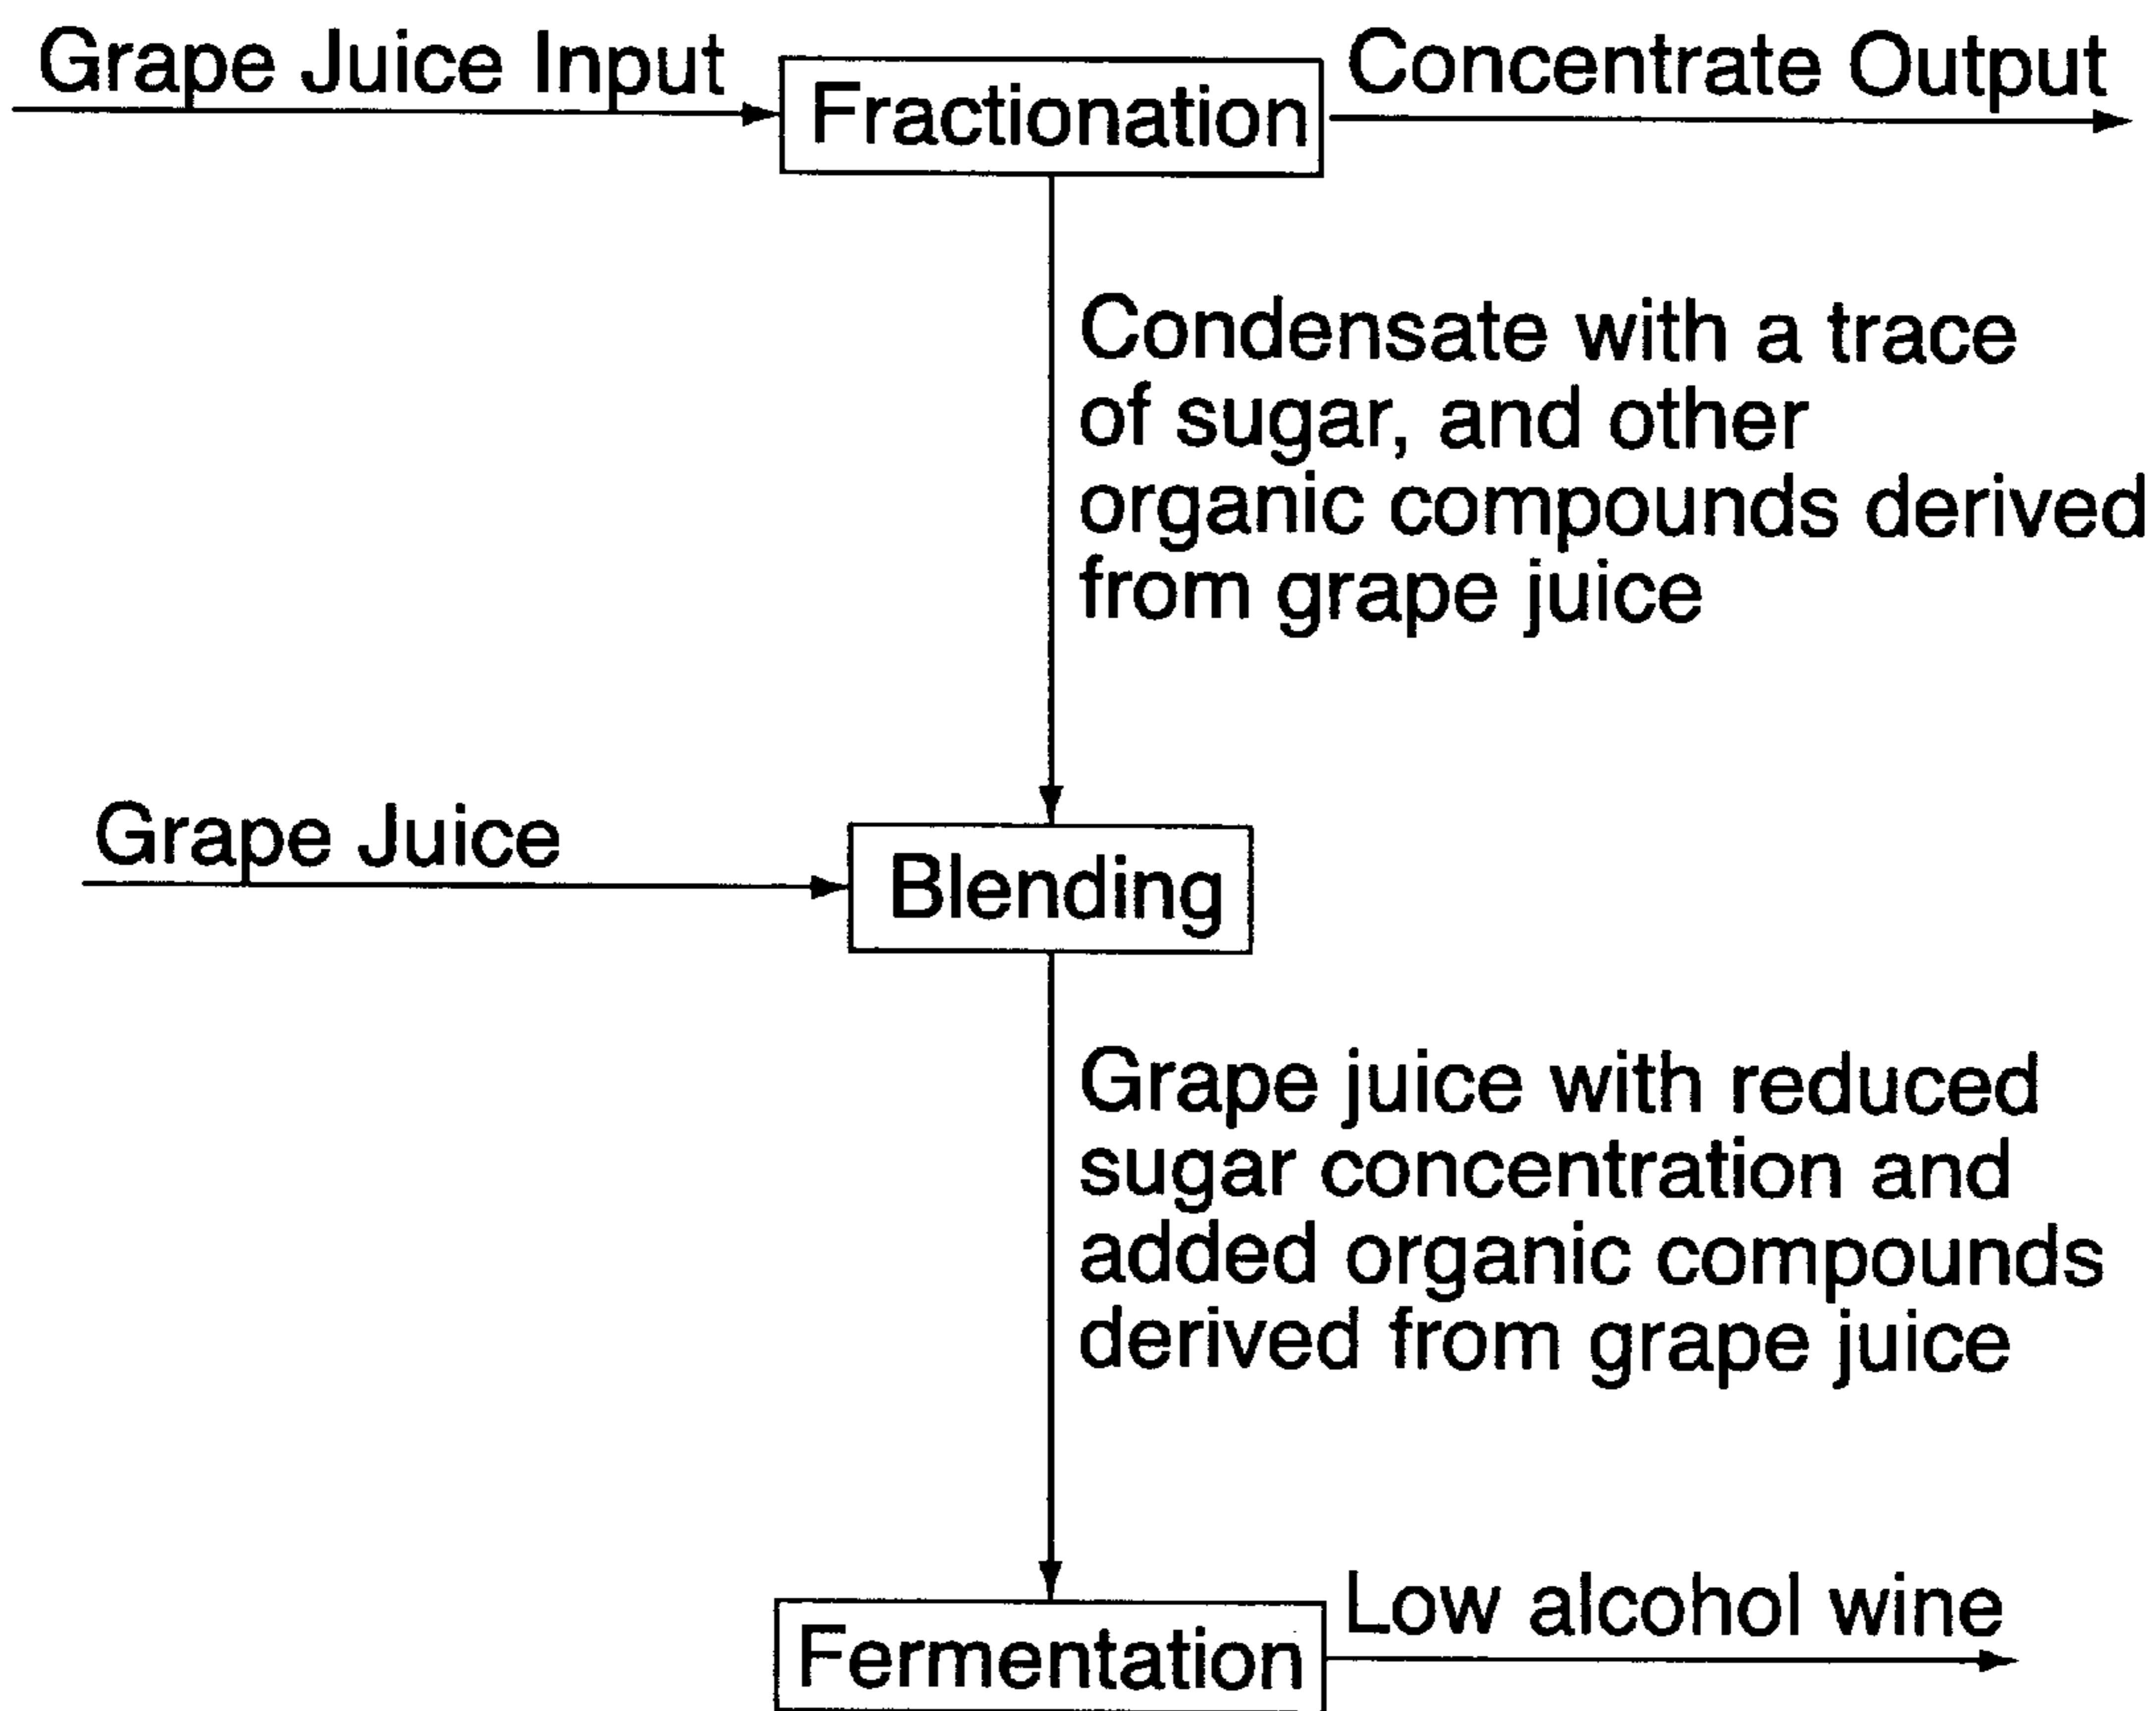 Grape Juice Input
Fractionation
Concentrate Output
Condensate with a trace
of sugar, and other
organic compounds derived
from grape juice
Grape Juice
Blending
Grape juice with reduced
sugar concentration and
added organic compounds
derived from grape juice
Fermentation
Low alcohol wine